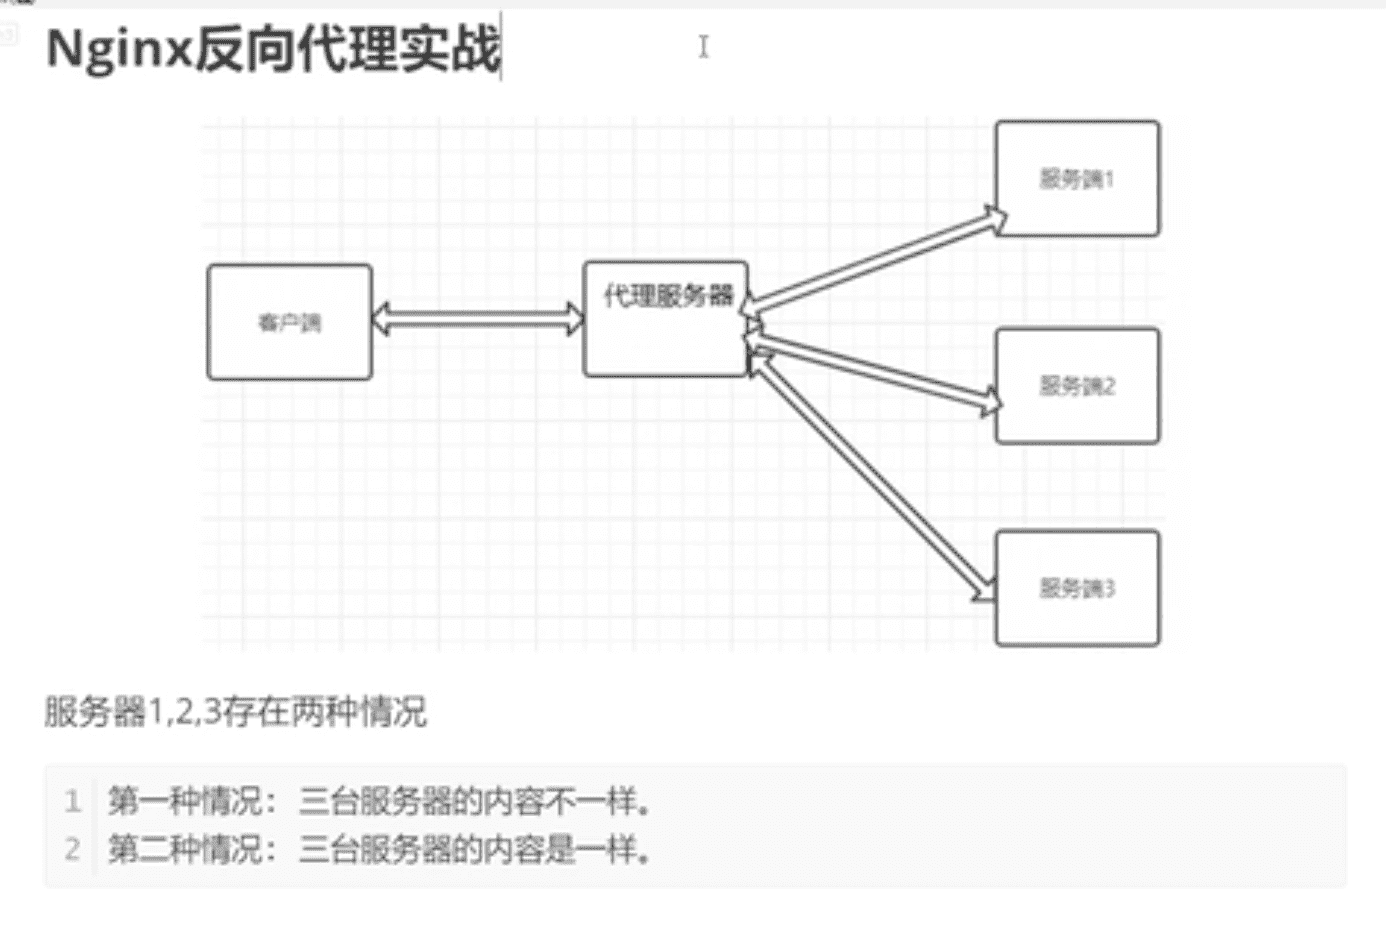 Nginx反向代理实战
服务端1
代理服务器
客户端
服务端2
服务端3
服务器1,2,3存在两种情况
1 第一种情况： 三台服务器的内容不一样。
2 第二种情况： 三台服务器的内容是一样。